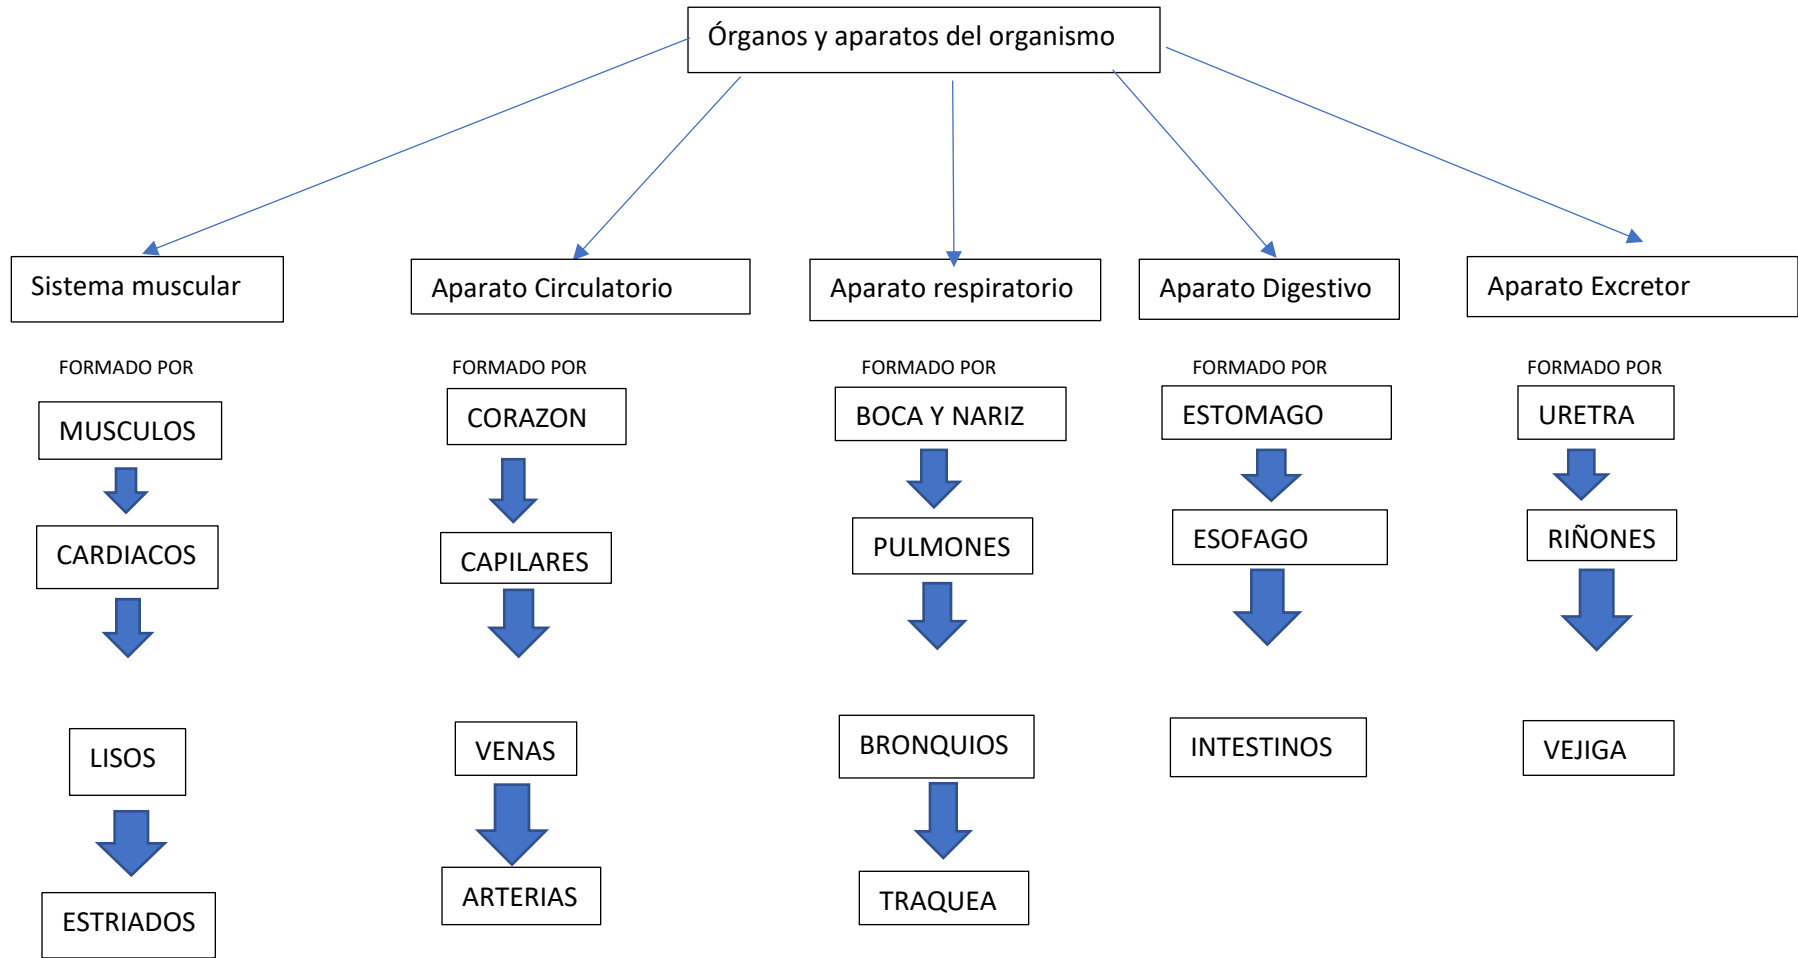 Órganos y aparatos del organismo
Sistema muscular
Aparato Circulatorio
Aparato respiratorio
Aparato Digestivo
Aparato Excretor
FORMADO POR
FORMADO POR
FORMADO POR
FORMADO POR
FORMADO POR
MUSCULOS
CORAZON
BOCA Y NARIZ
ESTOMAGO
URETRA
CARDIACOS
CAPILARES
PULMONES
ESOFAGO
RIÑONES
LISOS
VENAS
BRONQUIOS
INTESTINOS
VEJIGA
ESTRIADOS
ARTERIAS
TRAQUEA